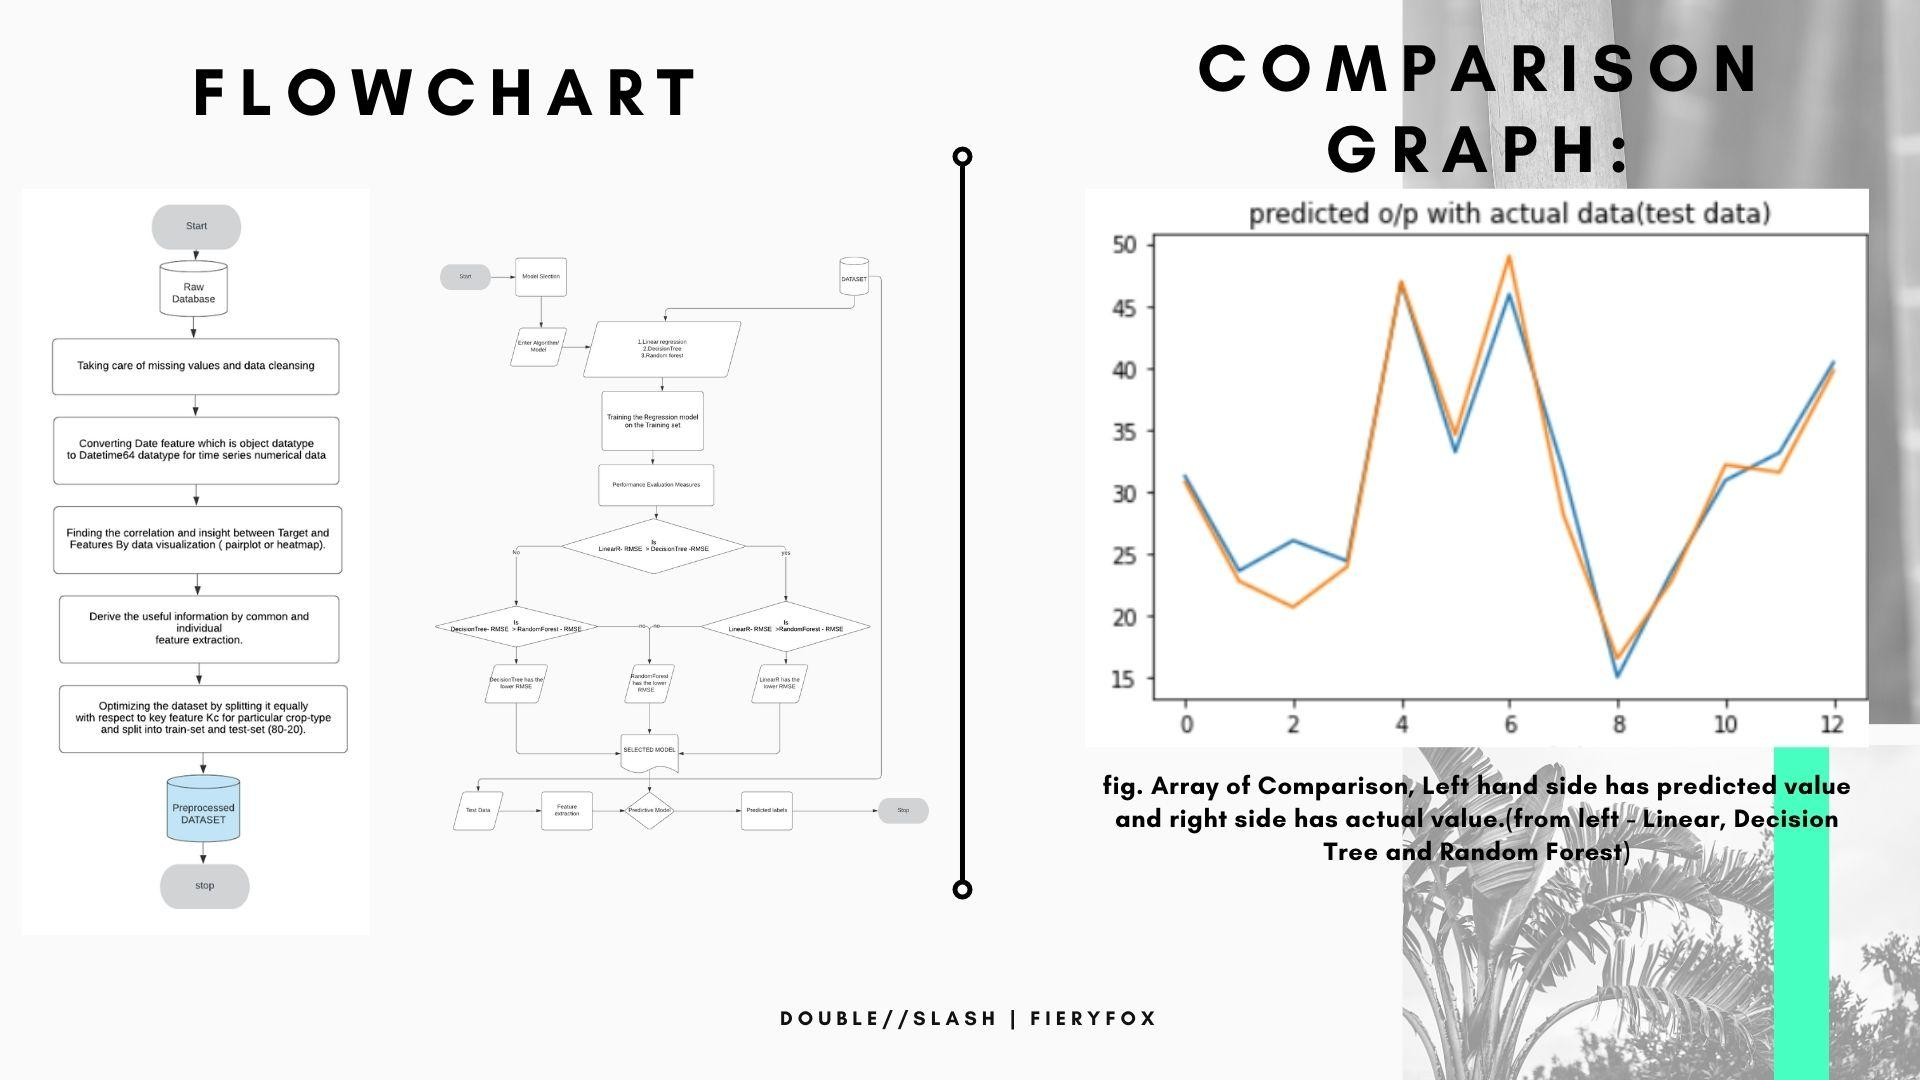 FLOWCHART
Start
Raw
Database
Taking care of missing values and data cleansing
Converting Date feature which is object datatype
to Datetime64 datatype for time series numerical data
Finding the correlation and insight between Target and
Features By data visualization ( pairplot or heatmap).
Derive the useful information by common and
individual
feature extraction.
Optimizing the dataset by splitting it equally
with respect to key feature Kc for particular crop-type
and split into train-set and test-set (80-20).
Preprocessed
DATASET
stop
Start
Model Slection
DATASET
Enter Algorithm/
Model
1.Linear regression
2.DecisionTree
3.Random forest
Training the Regression model
on the Training set
Performance Evaluation Measures
Is
LinearR- RMSE > DecisionTree -RMSE
No
yes
Is
DecisionTree- RMSE > RandomForest - RMSE
no
no
Is
LinearR- RMSE >RandomForest - RMSE
DecisionTree has the
lower RMSE
RandomForest
has the lower
RMSE
LinearR has the
lower RMSE
SELECTED MODEL
Test Data
Feature
extraction
Predictive Model
Predicted labels
Stop
COMPARISON
GRAPH:
predicted o/p with actual data(test data)
50
45
40
35
30
25
20
15
0 2 4 6 8 10 12
fig. Array of Comparison, Left hand side has predicted value
and right side has actual value.(from left - Linear, Decision
Tree and Random Forest)
DOUBLE//SLASH | FIERYFOX